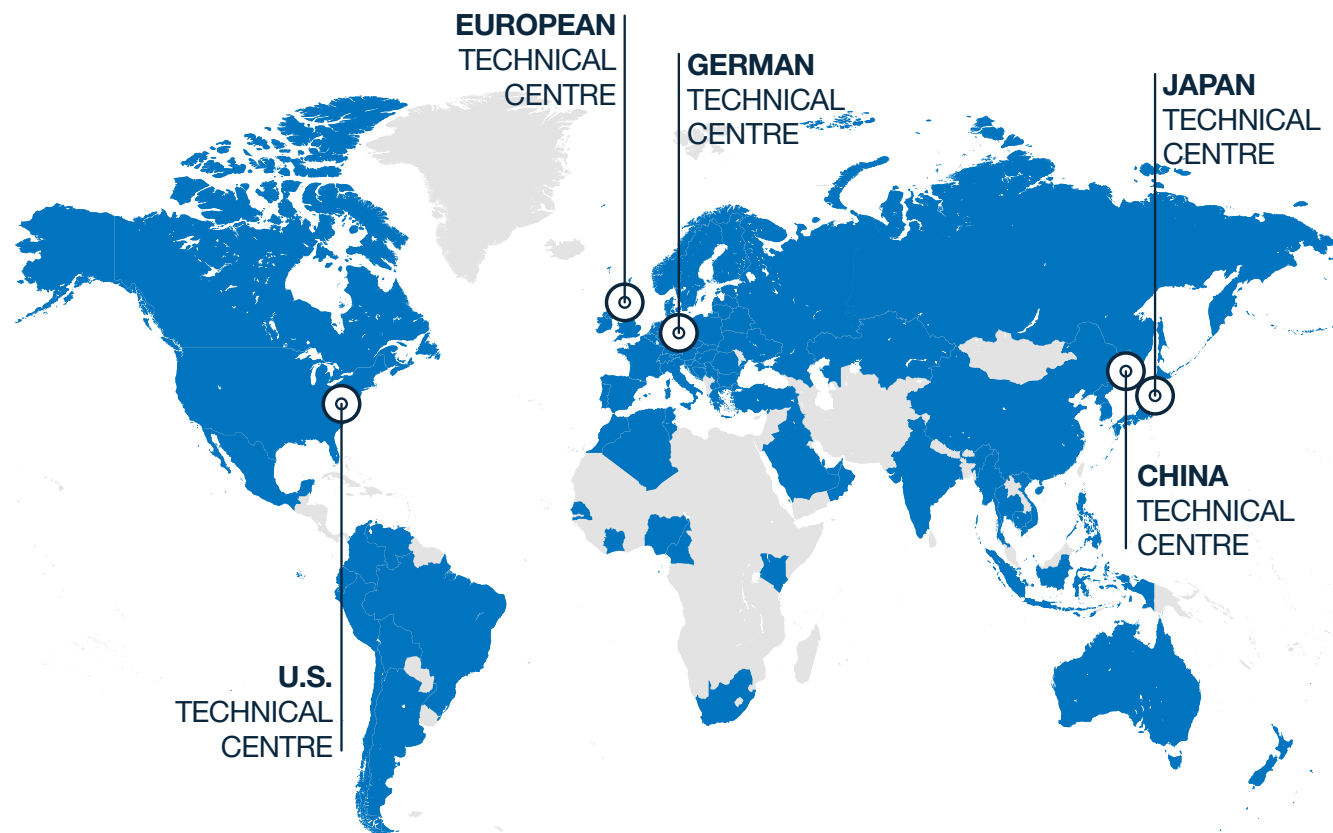 EUROPEAN
TECHNICAL
CENTRE
GERMAN
TECHNICAL
CENTRE
JAPAN
TECHNICAL
CENTRE
CHINA
TECHNICAL
CENTRE
U.S.
TECHNICAL
CENTRE